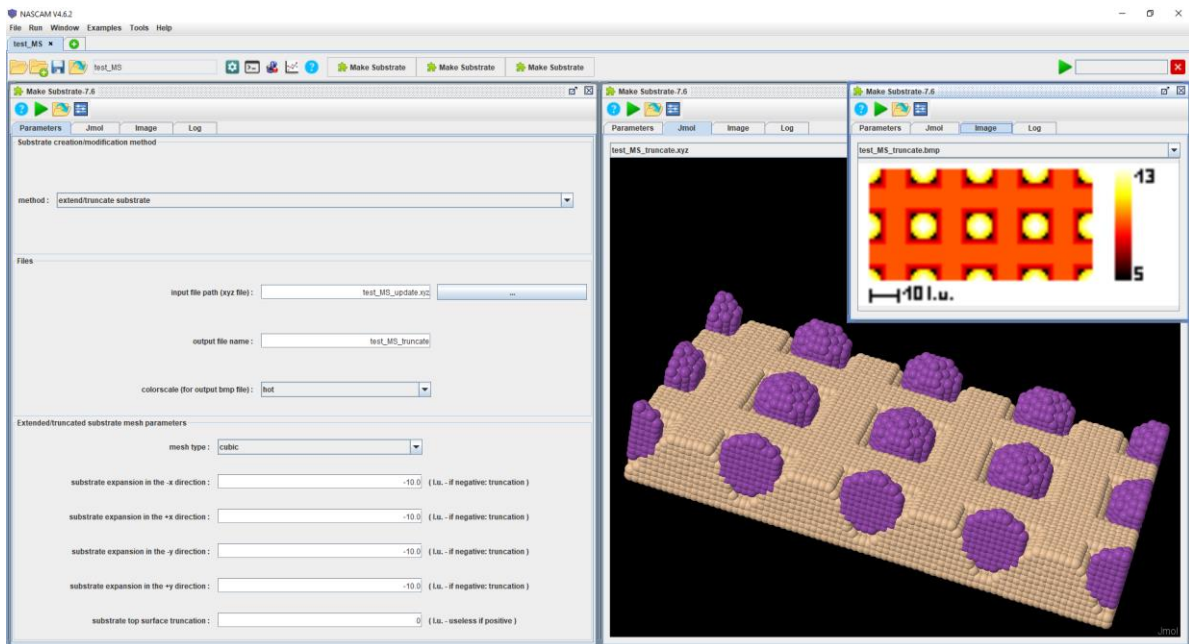 NASCAM V4.6.2
File Run Window Examples Tools Help
test_MS
test_MS
Make Substrate
Make Substrate
Make Substrate
Make Substrate-7.6
Parameters Jmol Image Log
Substrate creation/modification method
method : extend/truncate substrate
Files
input file path (xyz file) : test_MS_update.xyz ...
output file name : test_MS_truncate
colorscale (for output bmp file) : hot
Extended/truncated substrate mesh parameters
mesh type : cubic
substrate expansion in the -x direction : -10.0 ( l.u. - if negative: truncation )
substrate expansion in the +x direction : -10.0 ( l.u. - if negative: truncation )
substrate expansion in the -y direction : -10.0 ( l.u. - if negative: truncation )
substrate expansion in the +y direction : -10.0 ( l.u. - if negative: truncation )
substrate top surface truncation : 0 ( l.u. - useless if positive )
Make Substrate-7.6
Parameters Jmol Image Log
test_MS_truncate.xyz
Jmol
Make Substrate-7.6
Parameters Jmol Image Log
test_MS_truncate.bmp
13
5
10 l.u.